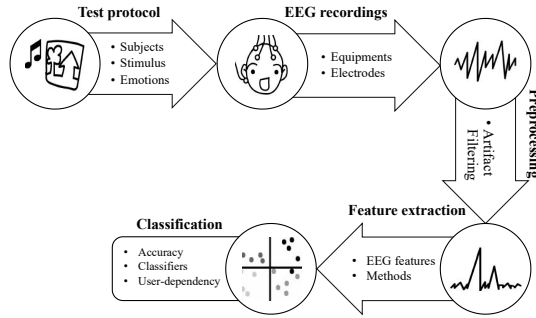 Test protocol
• Subjects
• Stimulus
• Emotions
EEG recordings
• Equipments
• Electrodes
Preprocessing
• Artifact
Filtering
Feature extraction
• EEG features
• Methods
Classification
• Accuracy
• Classifiers
• User-dependency